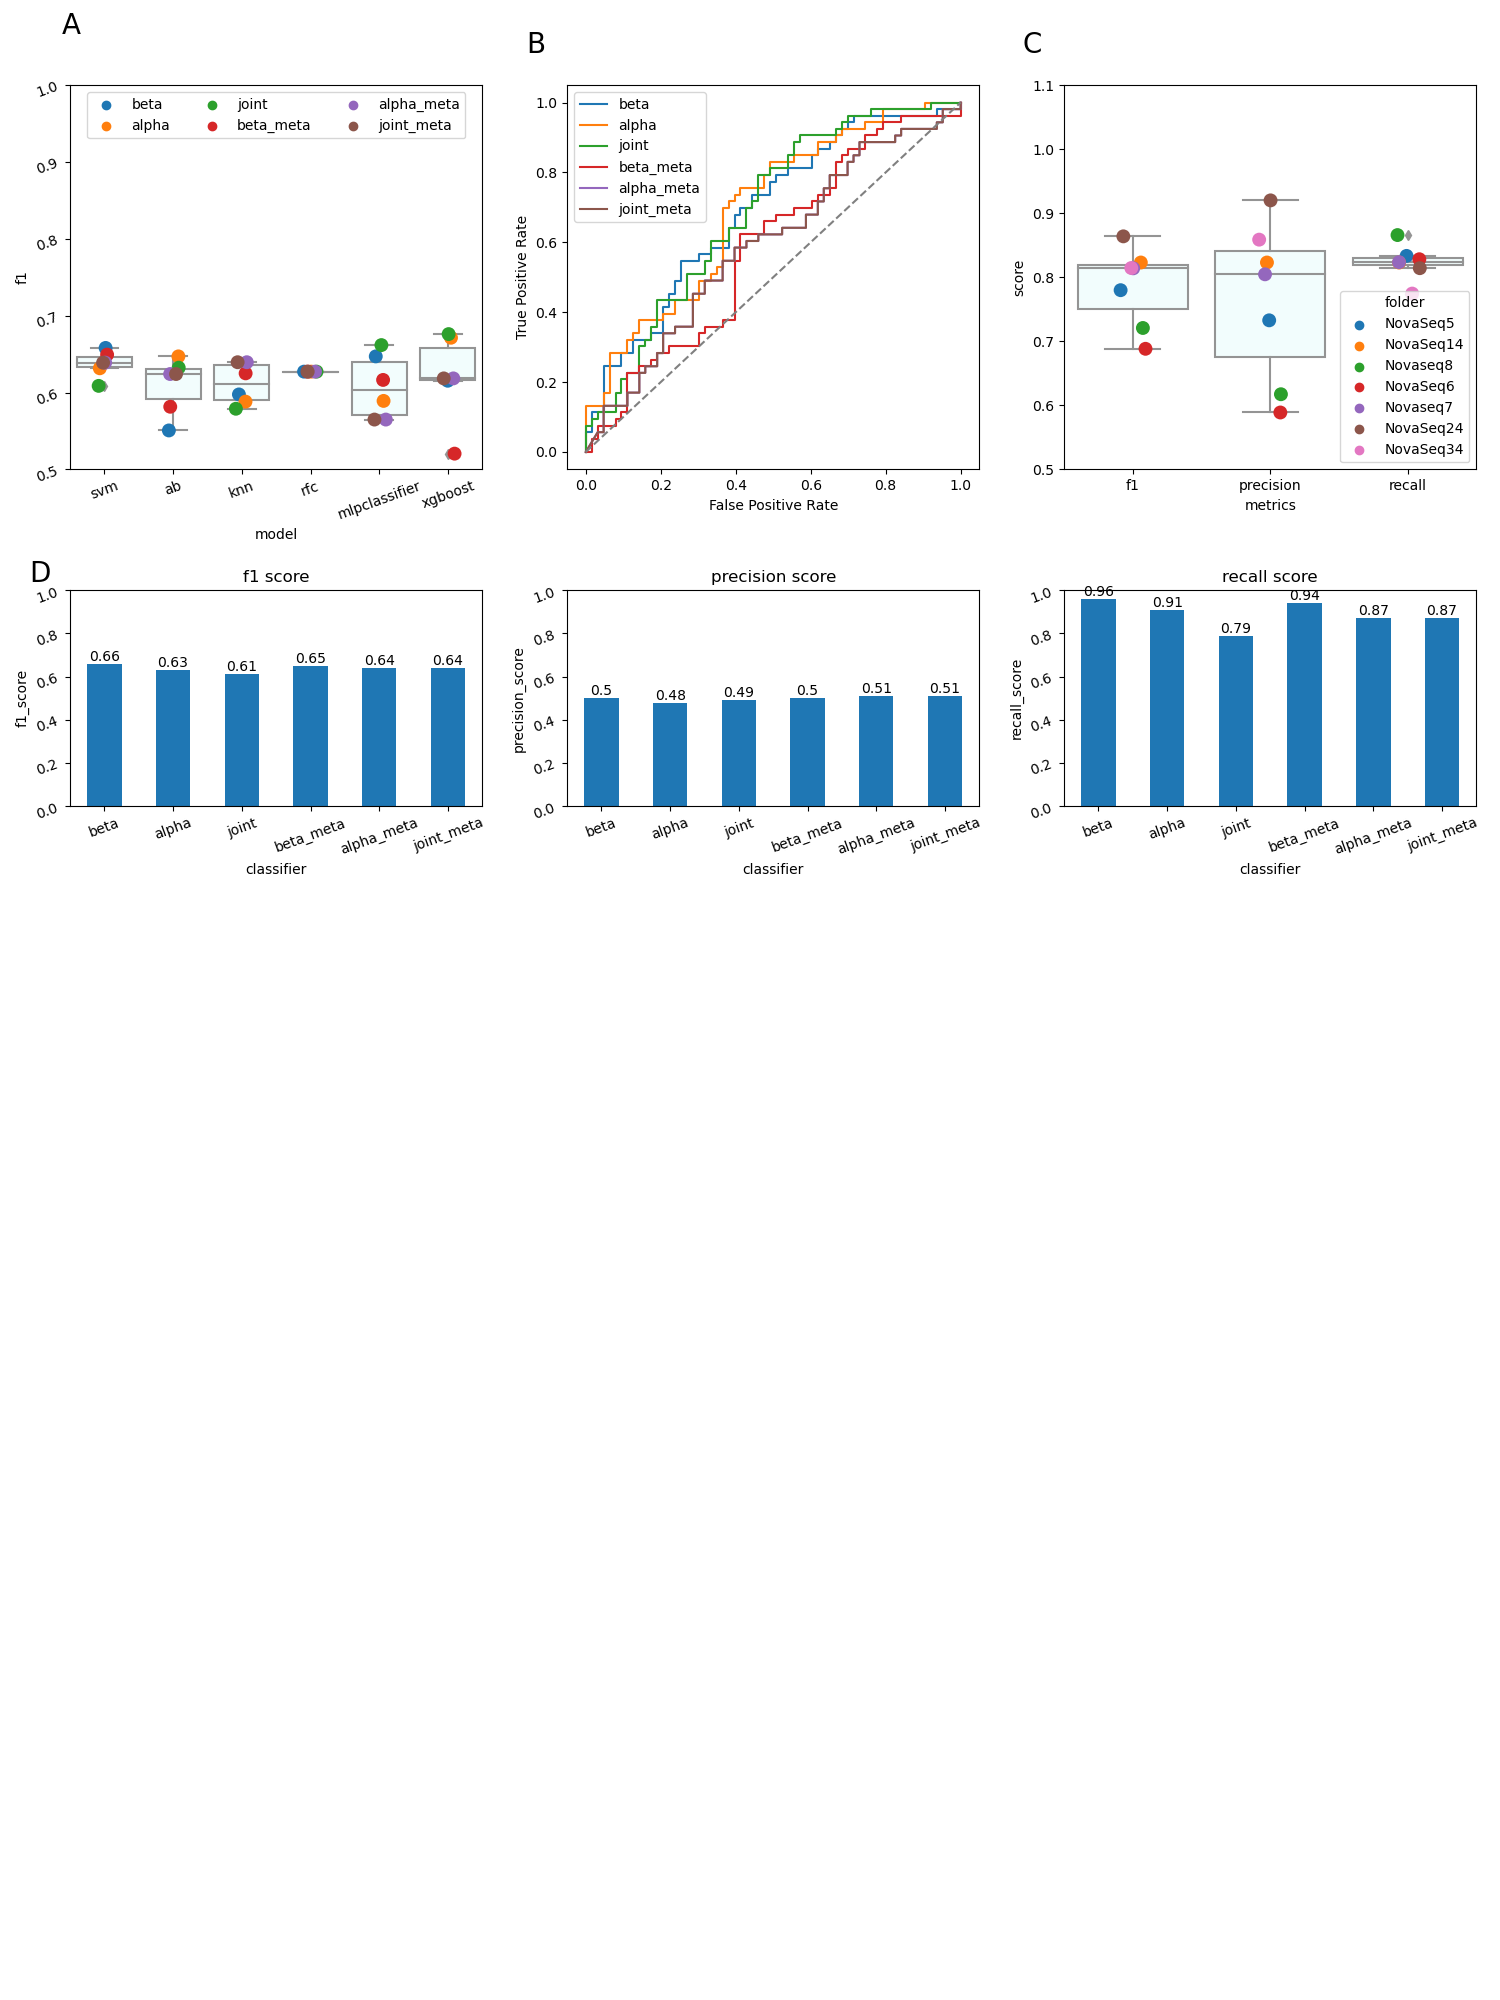 A
B
C
1.0
0.9
0.8
0.7
0.6
0.5
f1
beta
alpha
joint
beta_meta
alpha_meta
joint_meta
svm
ab
knn
rfc
mlpclassifier
xgboost
model
1.0
0.8
0.6
0.4
0.2
0.0
True Positive Rate
beta
alpha
joint
beta_meta
alpha_meta
joint_meta
0.0
0.2
0.4
0.6
0.8
1.0
False Positive Rate
1.1
1.0
0.9
0.8
0.7
0.6
0.5
score
folder
NovaSeq5
NovaSeq14
Novaseq8
NovaSeq6
Novaseq7
NovaSeq24
NovaSeq34
f1
precision
recall
metrics
D
f1 score
1.0
0.8
0.6
0.4
0.2
0.0
f1_score
0.66
0.63
0.61
0.65
0.64
0.64
beta
alpha
joint
beta_meta
alpha_meta
joint_meta
classifier
precision score
1.0
0.8
0.6
0.4
0.2
0.0
precision_score
0.5
0.48
0.49
0.5
0.51
0.51
beta
alpha
joint
beta_meta
alpha_meta
joint_meta
classifier
recall score
1.0
0.8
0.6
0.4
0.2
0.0
recall_score
0.96
0.91
0.79
0.94
0.87
0.87
beta
alpha
joint
beta_meta
alpha_meta
joint_meta
classifier